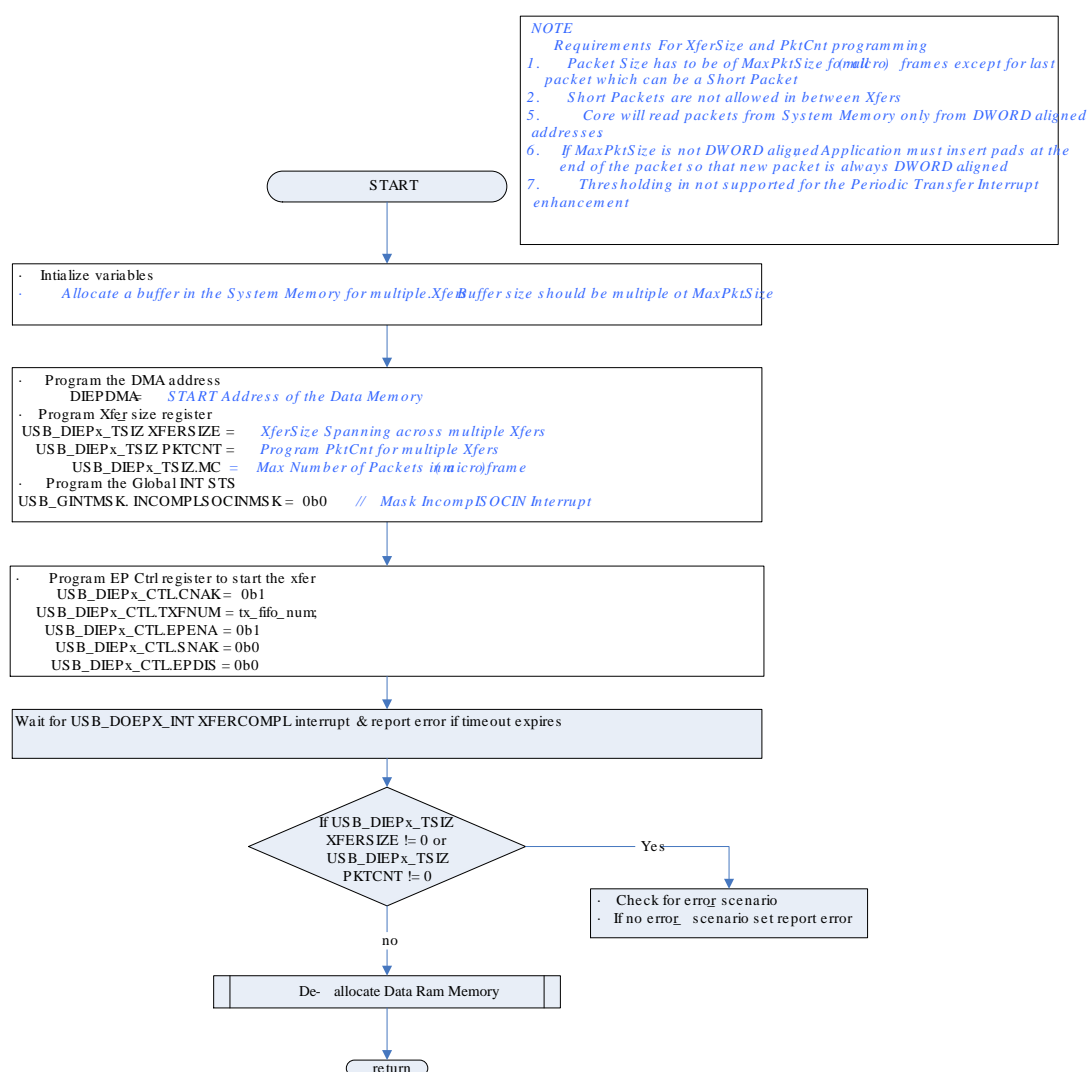 NOTE
Requirements For XferSize and PktCnt programming
1. Packet Size has to be of MaxPktSize for all (micro) frames except for last
packet which can be a Short Packet
2. Short Packets are not allowed in between Xfers
5. Core will read packets from System Memory only from DWORD aligned
addresses
6. If MaxPktSize is not DWORD aligned Application must insert pads at the
end of the packet so that new packet is always DWORD aligned
7. Thresholding in not supported for the Periodic Transfer Interrupt
enhancement
START
· Intialize variables
· Allocate a buffer in the System Memory for multiple Xfers. Buffer size should be multiple ot MaxPktSize
· Program the DMA address
DIEPDMA= START Address of the Data Memory
· Program Xfer size register
USB_DIEPx_TSIZ XFERSIZE = XferSize Spanning across multiple Xfers
USB_DIEPx_TSIZ PKTCNT = Program PktCnt for multiple Xfers
USB_DIEPx_TSIZ.MC = Max Number of Packets in a (micro)frame
· Program the Global INT STS
USB_GINTMSK. INCOMPLSOCINMSK = 0b0 // Mask IncompISOCIN Interrupt
· Program EP Ctrl register to start the xfer
USB_DIEPx_CTL.CNAK = 0b1
USB_DIEPx_CTL.TXFNUM = tx_fifo_num;
USB_DIEPx_CTL.EPENA = 0b1
USB_DIEPx_CTL.SNAK = 0b0
USB_DIEPx_CTL.EPDIS = 0b0
Wait for USB_DOEPX_INT XFERCOMPL interrupt & report error if timeout expires
If USB_DIEPx_TSIZ
XFERSIZE != 0 or
USB_DIEPx_TSIZ
PKTCNT != 0
Yes
· Check for error scenario
· If no error scenario set report error
no
De- allocate Data Ram Memory
return